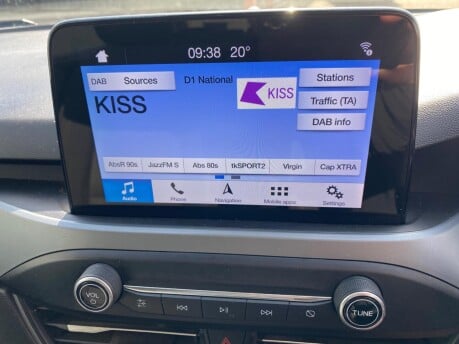 09:38 20°
DAB Sources D1 National KISS Stations
KISS
Traffic (TA)
DAB info
AbsR 90s JazzFM S Abs 80s tkSPORT2 Virgin Cap XTRA
Audio Phone Navigation Mobile apps Settings
VOL TUNE